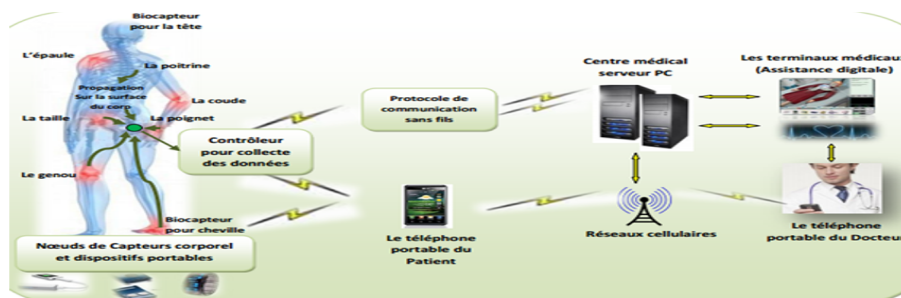 Biocapteur
pour la tête
L'épaule
La poitrine
Propagation
Sur la surface
du corp
La coude
La taille
La poignet
Contrôleur
pour collecte
des données
Le genou
Biocapteur
pour cheville
Nœuds de Capteurs corporel
et dispositifs portables
Protocole de
communication
sans fils
Le téléphone
portable du
Patient
Centre médical
serveur PC
Réseaux cellulaires
Les terminaux médicaux
(Assistance digitale)
Le téléphone
portable du Docteur